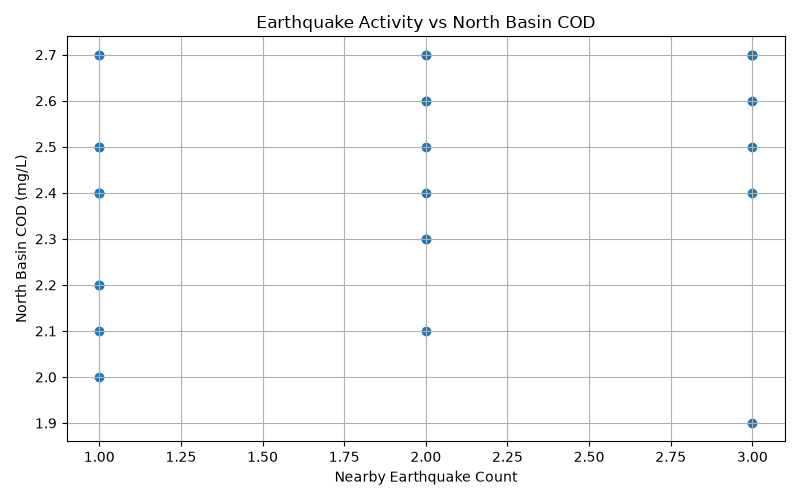 Earthquake Activity vs North Basin COD
North Basin COD (mg/L)
2.7
2.6
2.5
2.4
2.3
2.2
2.1
2.0
1.9
1.00 1.25 1.50 1.75 2.00 2.25 2.50 2.75 3.00
Nearby Earthquake Count